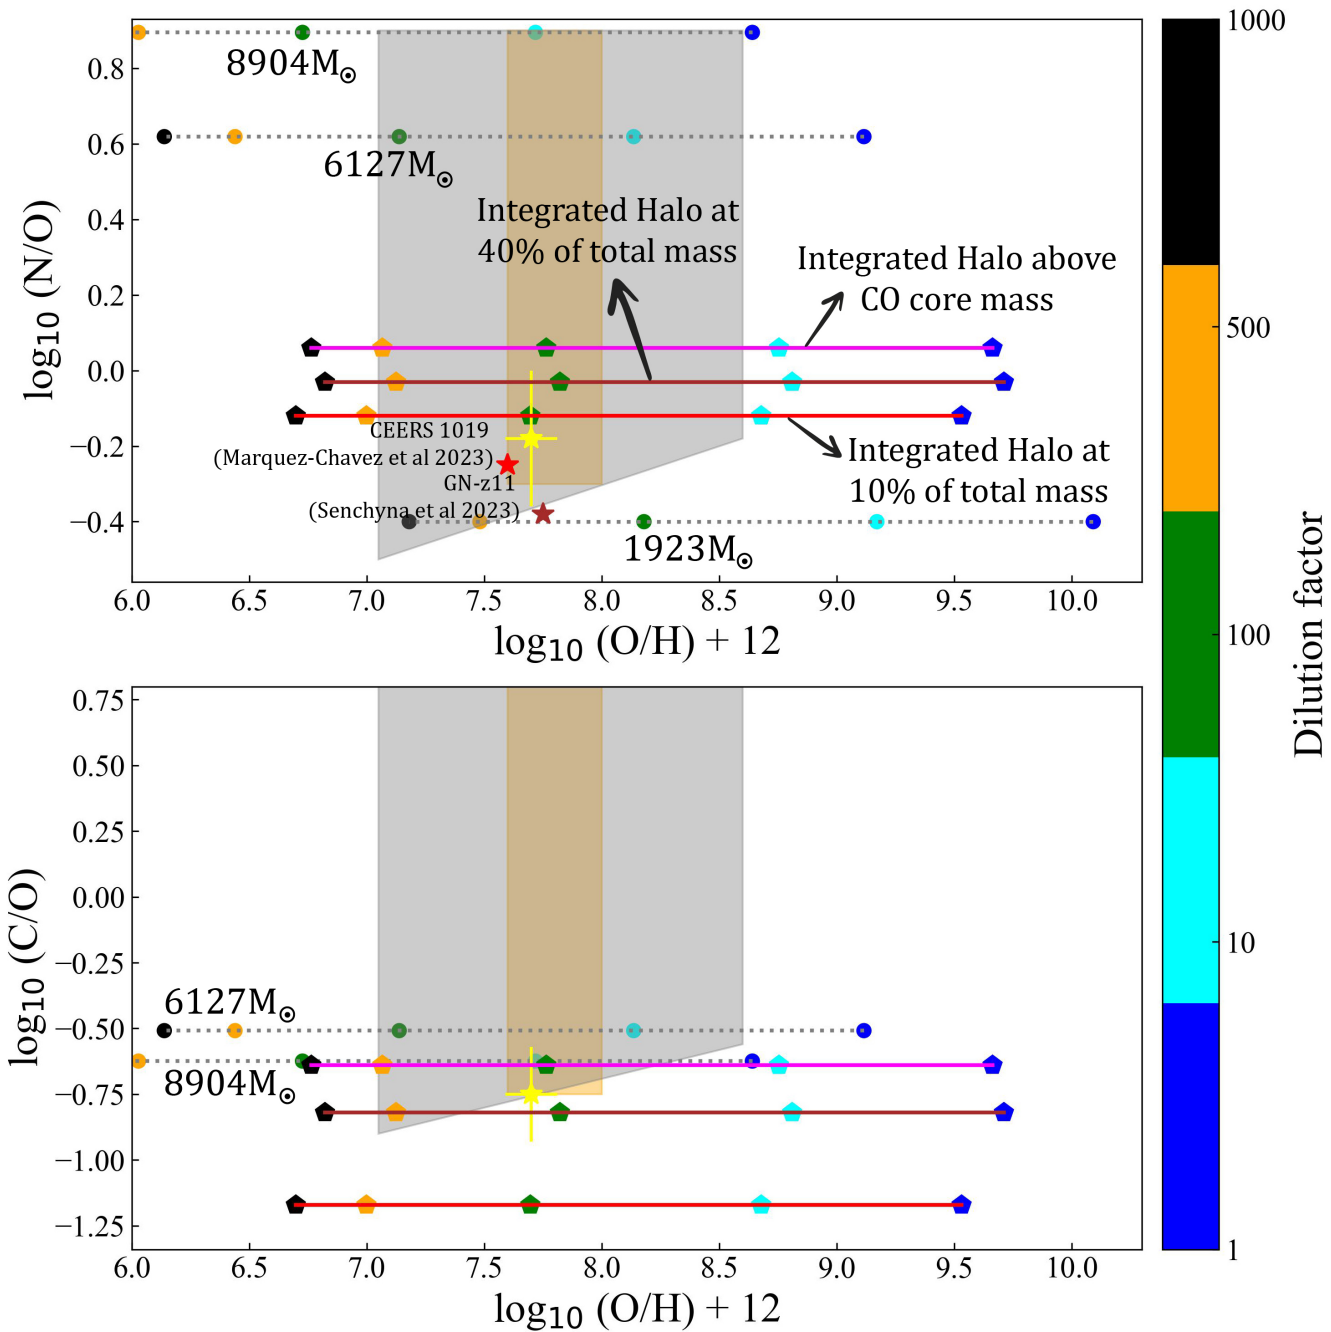 8904M⊙
6127M⊙
Integrated Halo at
40% of total mass
Integrated Halo above
CO core mass
CEERS 1019
(Marquez-Chavez et al 2023)
GN-z11
(Senchyna et al 2023)
Integrated Halo at
10% of total mass
1923M⊙
0.8
0.6
0.4
0.2
0.0
−0.2
−0.4
log10 (N/O)
6.0 6.5 7.0 7.5 8.0 8.5 9.0 9.5 10.0
log10 (O/H) + 12
6127M⊙
8904M⊙
0.75
0.50
0.25
0.00
−0.25
−0.50
−0.75
−1.00
−1.25
log10 (C/O)
6.0 6.5 7.0 7.5 8.0 8.5 9.0 9.5 10.0
log10 (O/H) + 12
1000
500
100
10
1
Dilution factor